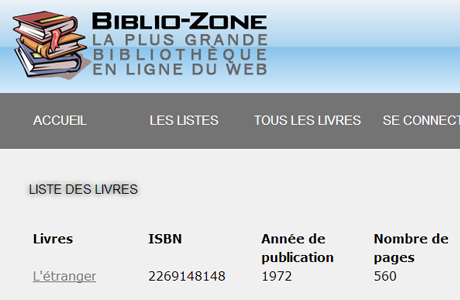 BIBLIO-ZONE
LA PLUS GRANDE
BIBLIOTHÈQUE
EN LIGNE DU WEB
ACCUEIL LES LISTES TOUS LES LIVRES SE CONNECT
LISTE DES LIVRES
Livres ISBN Année de publication Nombre de pages
L'étranger 2269148148 1972 560